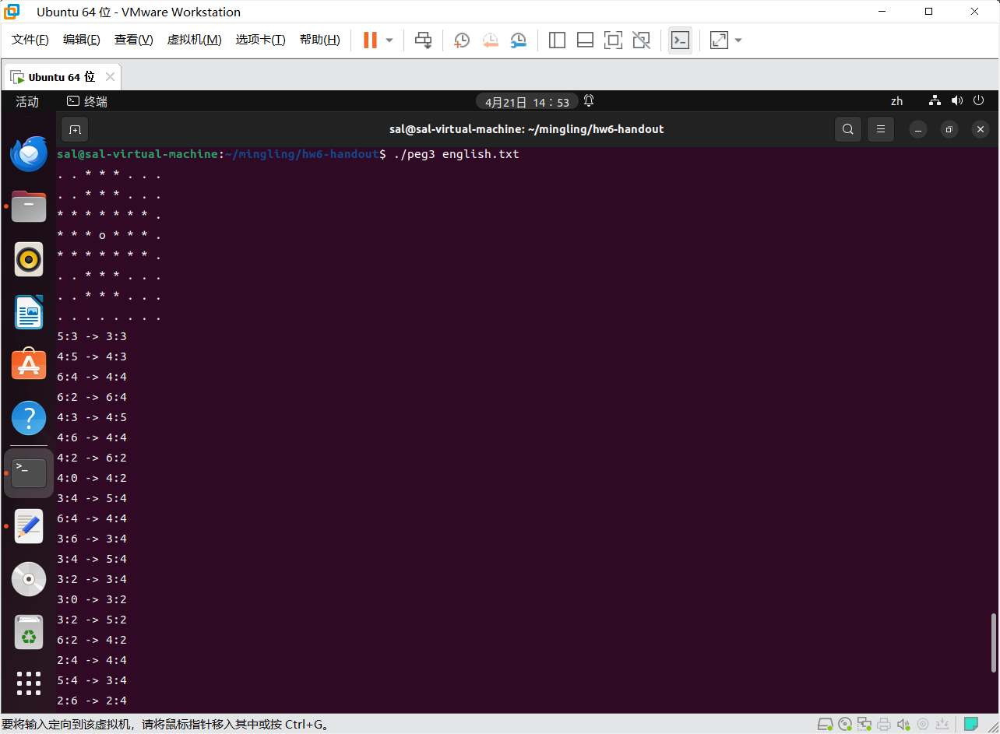 Ubuntu 64 位 - VMware Workstation
文件(F) 编辑(E) 查看(V) 虚拟机(M) 选项卡(T) 帮助(H)
Ubuntu 64 位
活动 终端 4月21日 14：53 zh
sal@sal-virtual-machine: ~/mingling/hw6-handout
sal@sal-virtual-machine:~/mingling/hw6-handout$ ./peg3 english.txt
. . * * * . . .
. . * * * . . .
* * * * * * * .
* * * o * * * .
* * * * * * * .
. . * * * . . .
. . * * * . . .
. . . . . . . .
5:3 -> 3:3
4:5 -> 4:3
6:4 -> 4:4
6:2 -> 6:4
4:3 -> 4:5
4:6 -> 4:4
4:2 -> 6:2
4:0 -> 4:2
3:4 -> 5:4
6:4 -> 4:4
3:6 -> 3:4
3:4 -> 5:4
3:2 -> 3:4
3:0 -> 3:2
3:2 -> 5:2
6:2 -> 4:2
2:4 -> 4:4
5:4 -> 3:4
2:6 -> 2:4
要将输入定向到该虚拟机，请将鼠标指针移入其中或按 Ctrl+G。